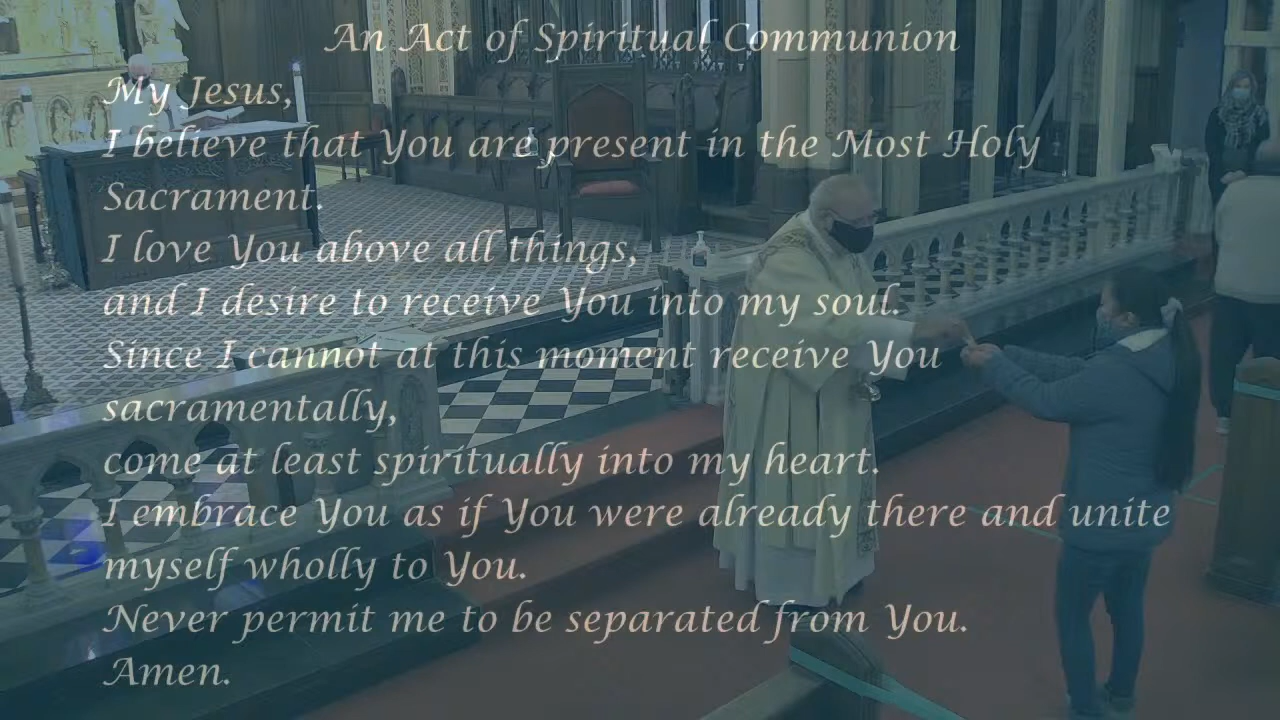 An Act of Spiritual Communion
My Jesus,
I believe that You are present in the Most Holy
Sacrament.
I love You above all things,
and I desire to receive You into my soul.
Since I cannot at this moment receive You
sacramentally,
come at least spiritually into my heart.
I embrace You as if You were already there and unite
myself wholly to You.
Never permit me to be separated from You.
Amen.